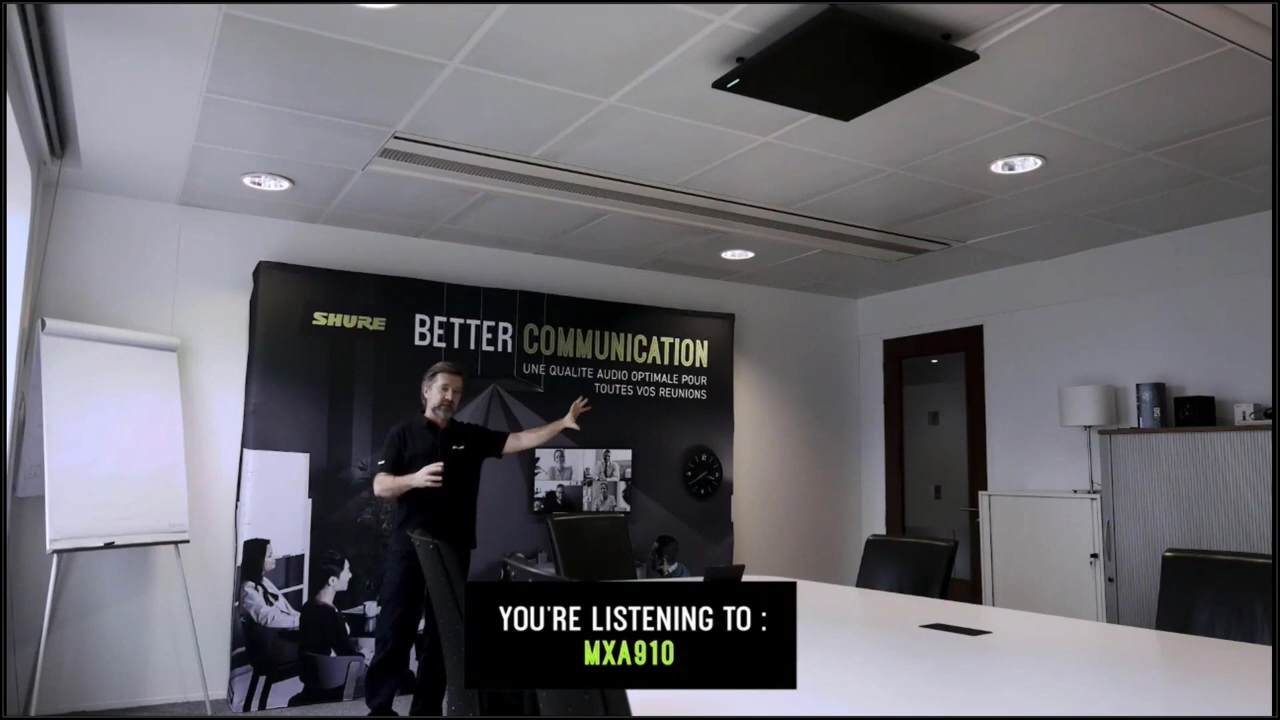 SHURE
BETTER COMMUNICATION
UNE QUALITE AUDIO OPTIMALE POUR
TOUTES VOS REUNIONS
YOU'RE LISTENING TO :
MXA910